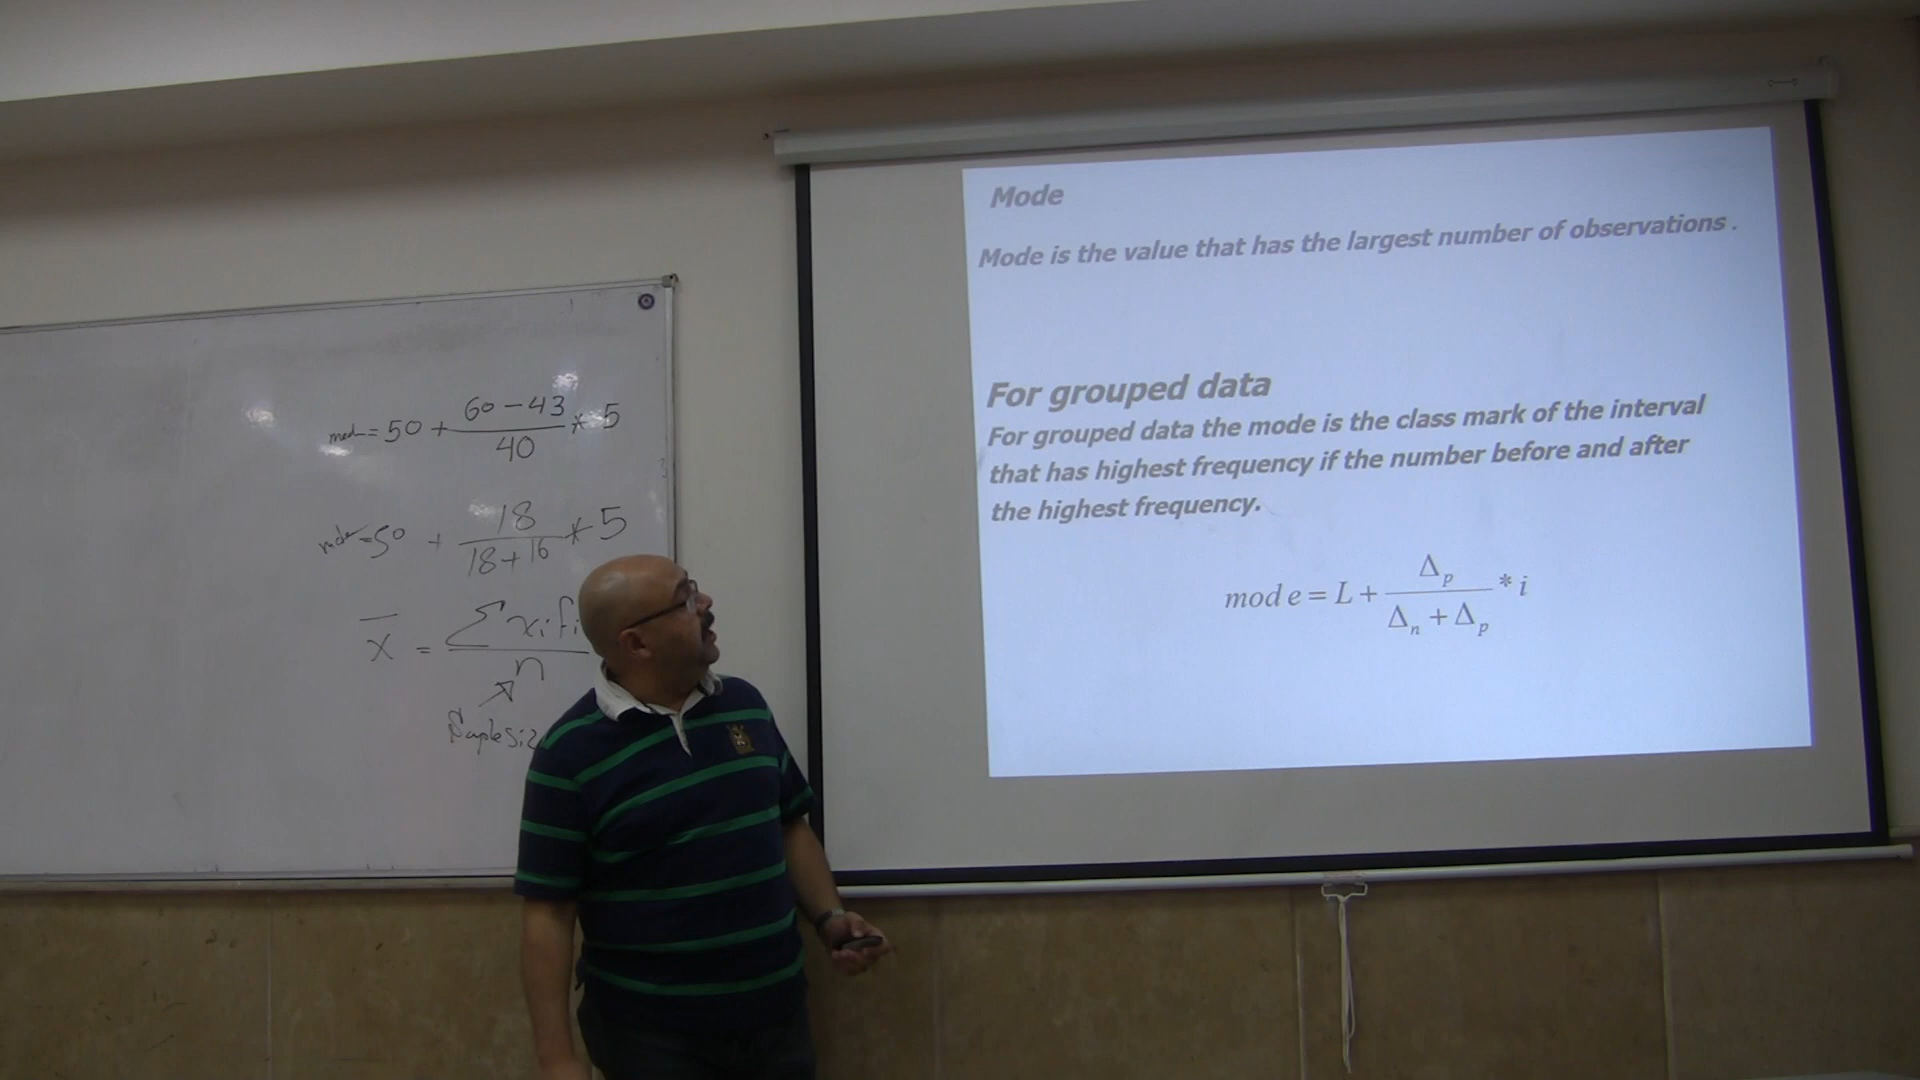 med = 50 + 60 - 43 / 40 * 5
mode = 50 + 18 / 18 + 16 * 5
x̄ = Σ xifi / n
Mode
Mode is the value that has the largest number of observations .
For grouped data
For grouped data the mode is the class mark of the interval
that has highest frequency if the number before and after
the highest frequency.
mod e = L + Δp / Δn + Δp * i